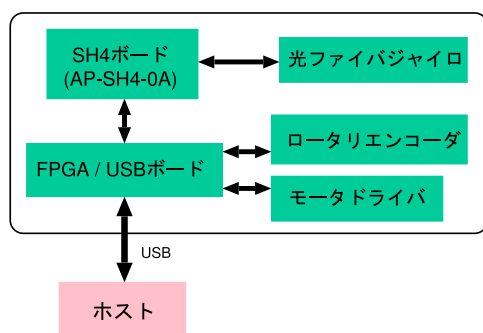 SH4ボード
(AP-SH4-0A)
光ファイバジャイロ
ロータリエンコーダ
FPGA / USBボード
モータドライバ
USB
ホスト